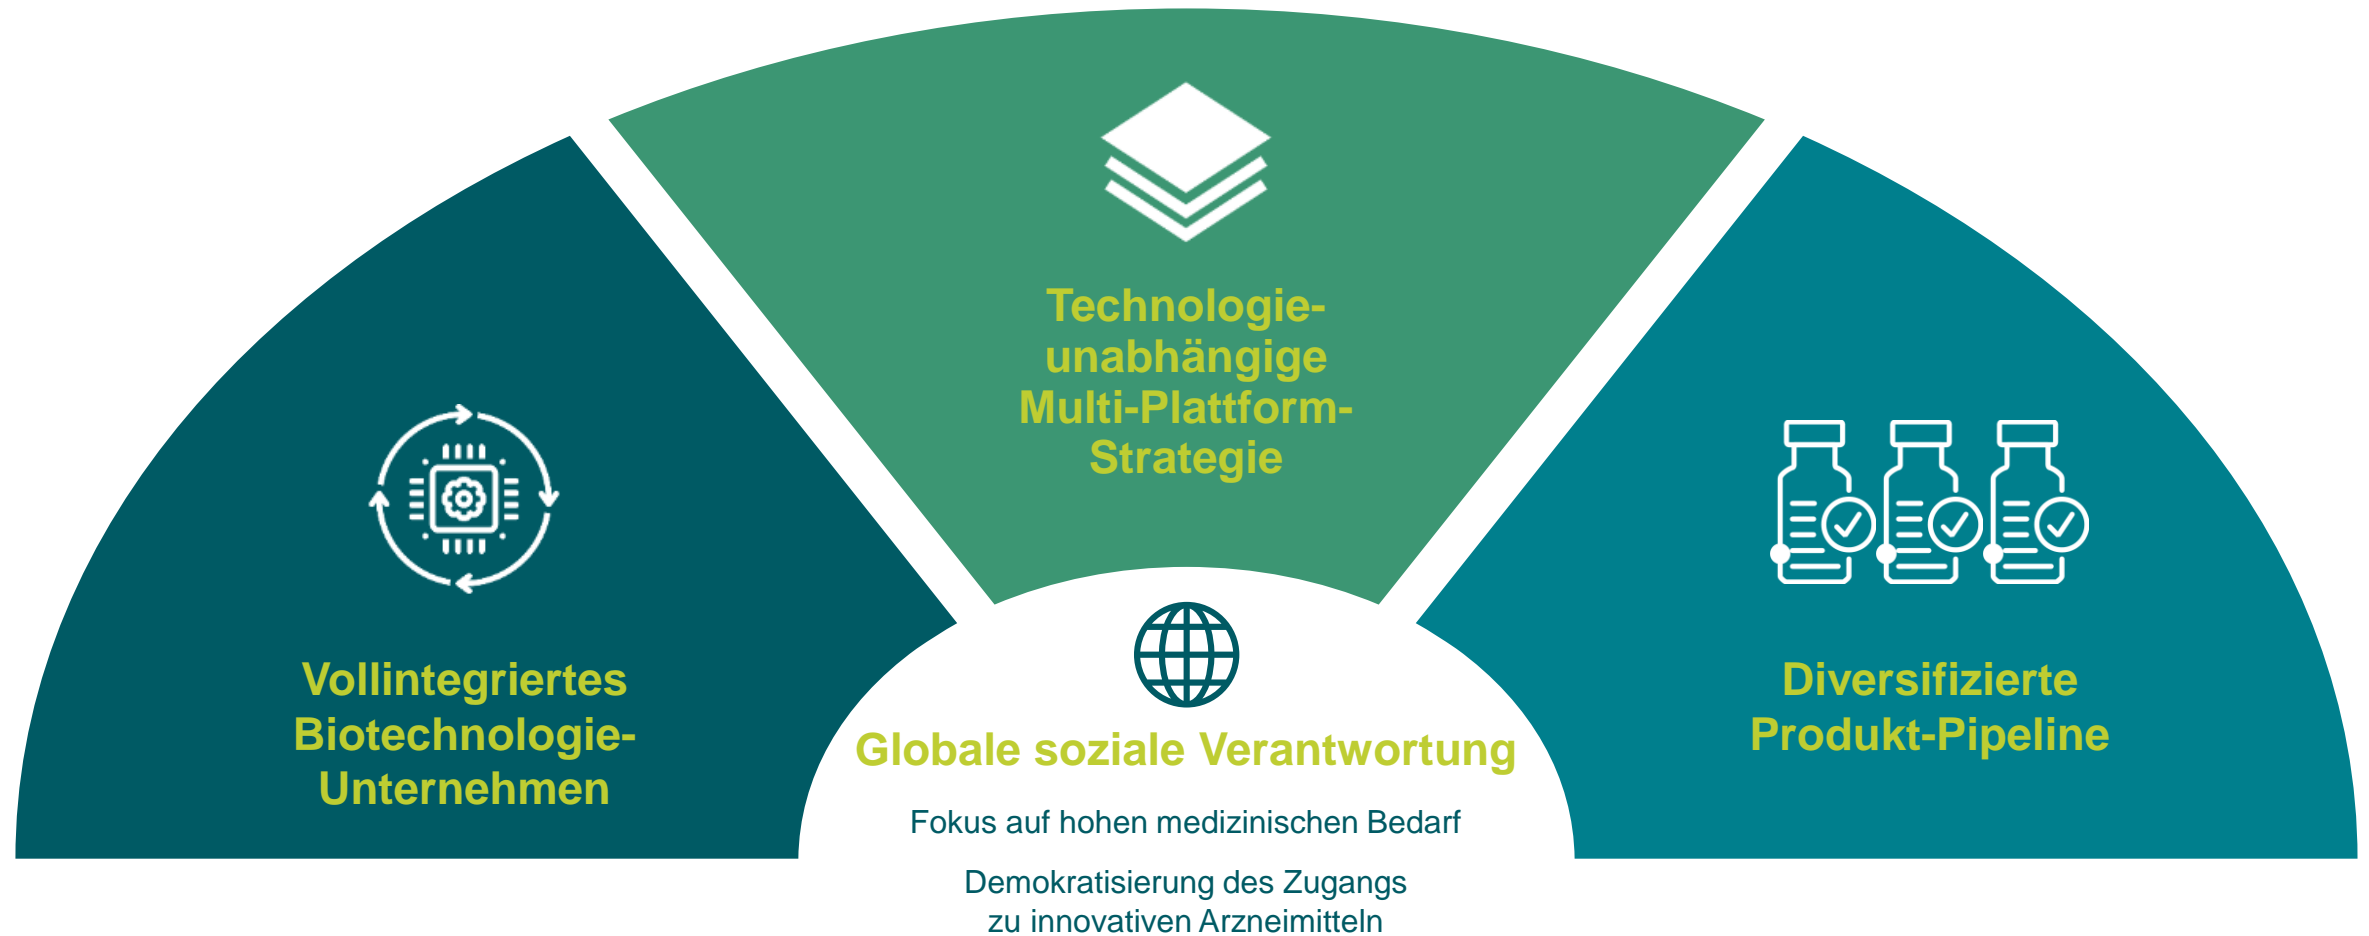 Vollintegriertes
Biotechnologie-
Unternehmen
Technologie-
unabhängige
Multi-Plattform-
Strategie
Diversifizierte
Produkt-Pipeline
Globale soziale Verantwortung
Fokus auf hohen medizinischen Bedarf
Demokratisierung des Zugangs
zu innovativen Arzneimitteln